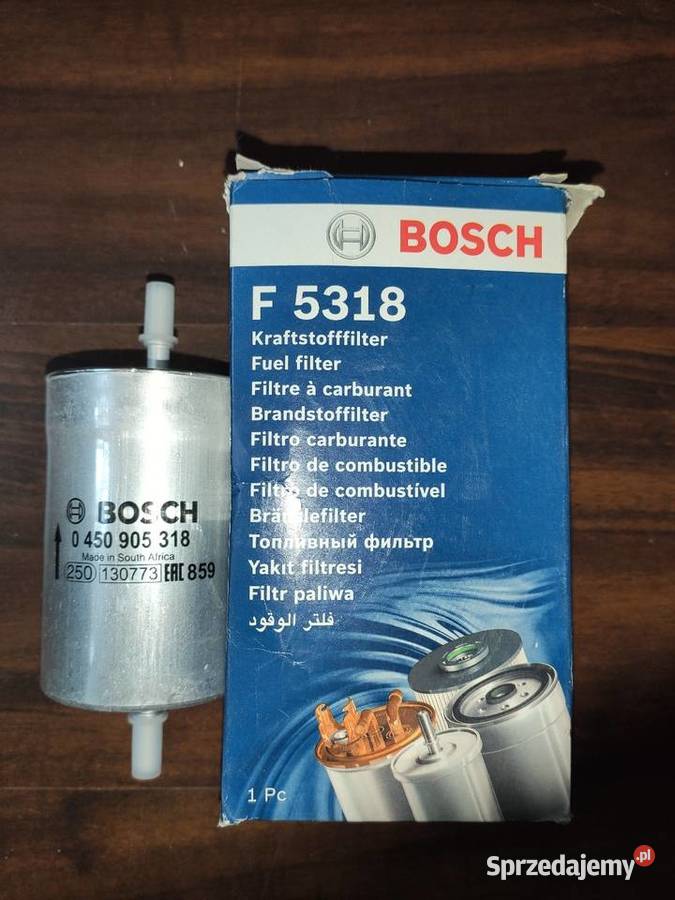 BOSCH
F 5318
Kraftstofffilter
Fuel filter
Filtre à carburant
Brandstoffilter
Filtro carburante
Filtro de combustible
Filtro de combustível
Brändlefilter
Топливный фильтр
Yakıt filtresi
Filtr paliwa
فلتر الوقود
1 Pc
BOSCH
0 450 905 318
Made in South Africa
250 130773 EAC 859
Sprzedajemy.pl